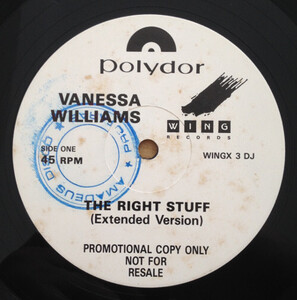 polydor
VANESSA
WILLIAMS
WING
RECORDS
SIDE ONE
45 RPM
WINGX 3 DJ
THE RIGHT STUFF
(Extended Version)
PROMOTIONAL COPY ONLY
NOT FOR
RESALE
AMADEUS